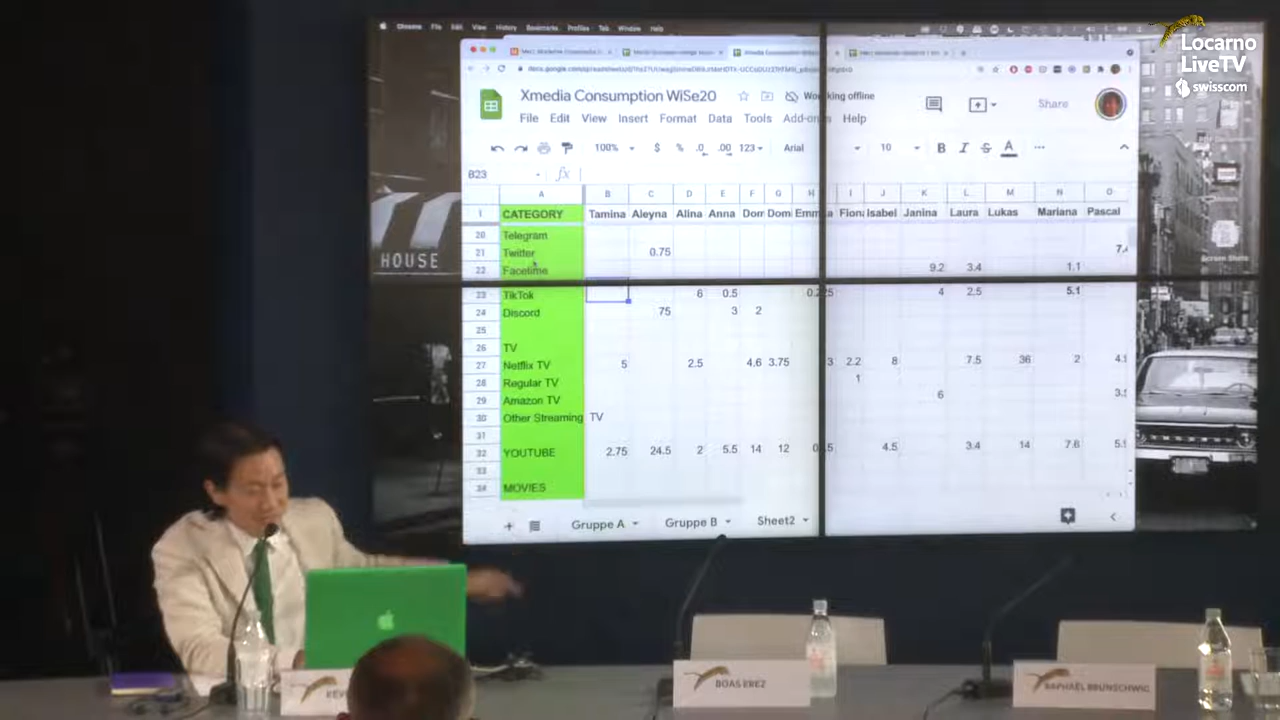 Chrome File Edit View History Bookmarks Profiles Tab Window Help
Locarno
LiveTV
swisscom
Xmedia Consumption WiSe20
Working offline
File Edit View Insert Format Data Tools Add-ons Help
Share
100% $ % .0 .00 123 Arial 10 B I S A
B23 fx
A B C D E F G H I J K L M N O
1 CATEGORY Tamina Aleyna Alina Anna Dom Dom Emma Fiona Isabel Janina Laura Lukas Mariana Pascal
20 Telegram
21 Twitter 0.75
22 Facetime 9.2 3.4 1.1
23 TikTok 6 0.5 4 2.5 5.1
24 Discord 75 3 2
25
26 TV
27 Netflix TV 5 2.5 4.6 3.75 3 2.2 8 7.5 36 2
28 Regular TV 1
29 Amazon TV 6
30 Other Streaming TV
31
32 YOUTUBE 2.75 24.5 2 5.5 14 12 4.5 3.4 14 7.6
33
34 MOVIES
+ Gruppe A Gruppe B Sheet2
HOUSE
Screen Shots
BOAS EREZ
RAPHAËL BRUNSCHWIG